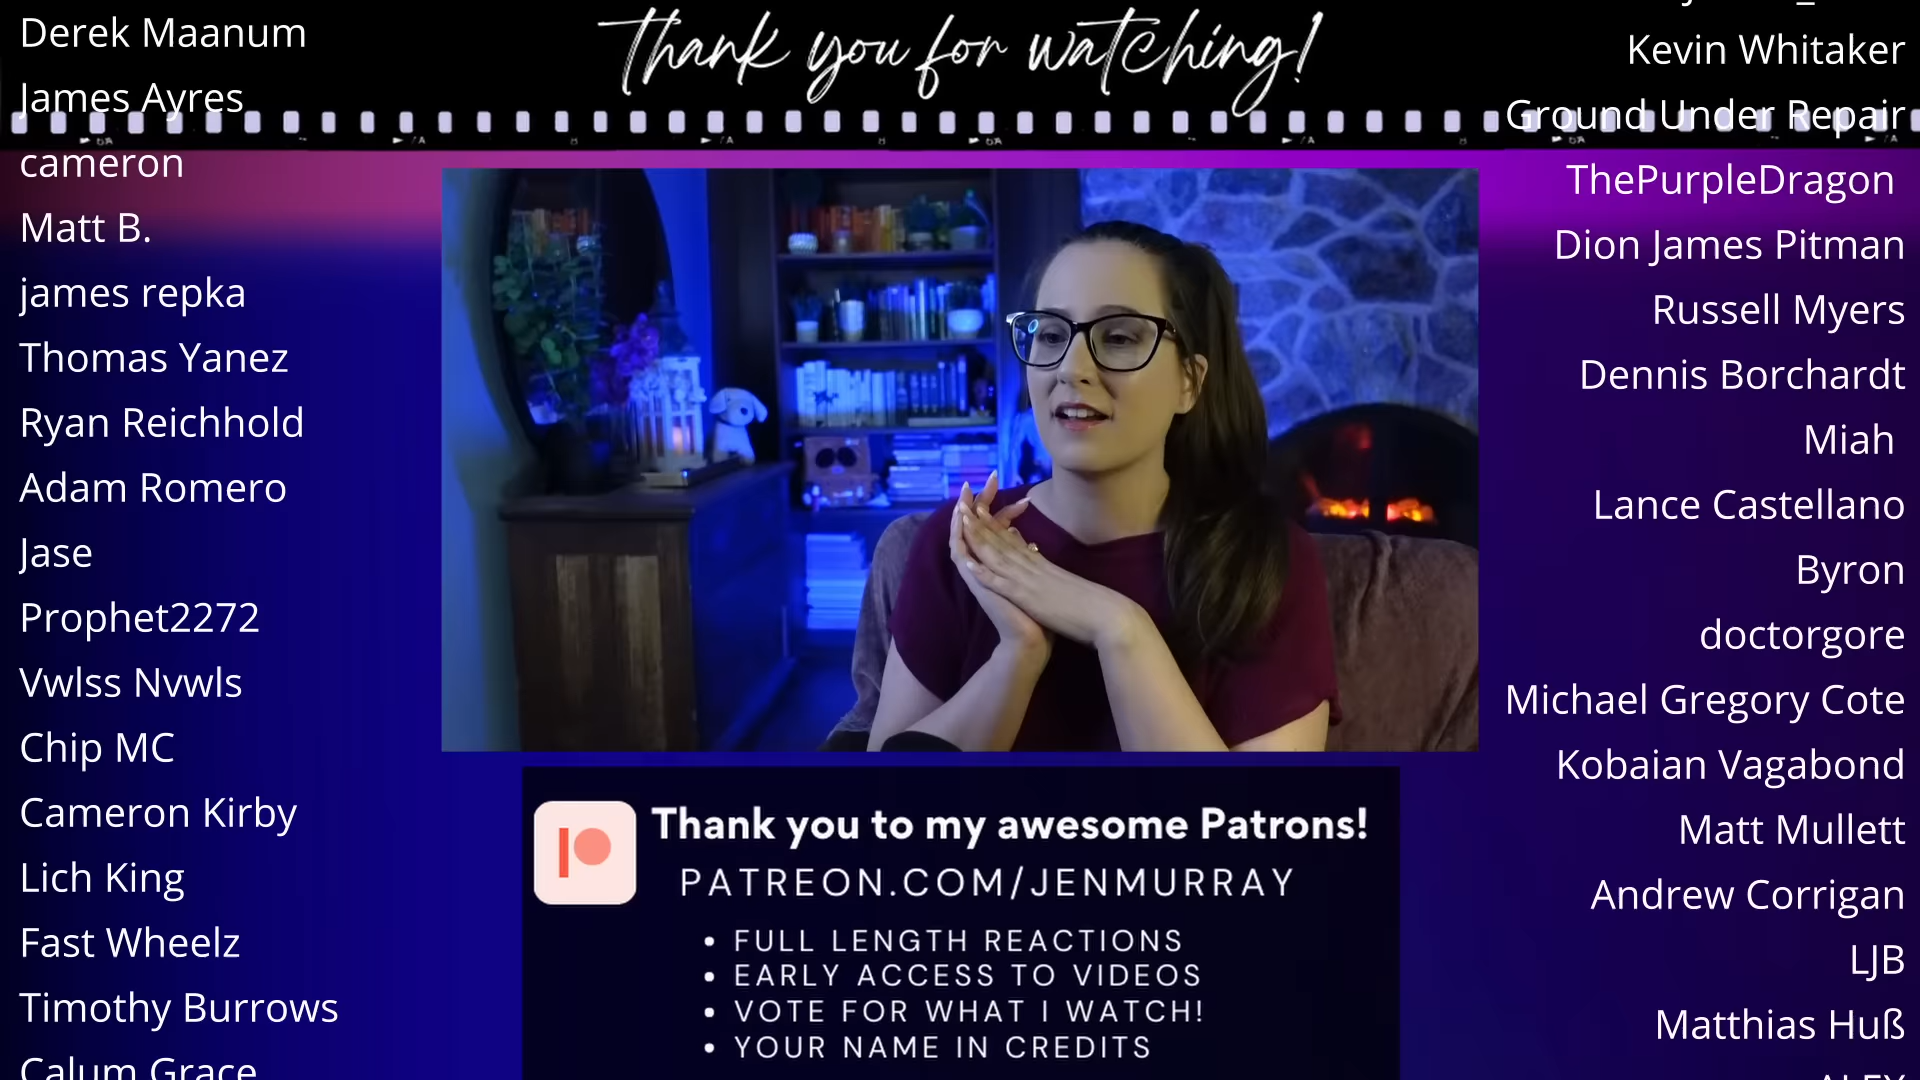 Thank you for watching!
Derek Maanum
James Ayres
cameron
Matt B.
james repka
Thomas Yanez
Ryan Reichhold
Adam Romero
Jase
Prophet2272
Vwlss Nvwls
Chip MC
Cameron Kirby
Lich King
Fast Wheelz
Timothy Burrows
Calum Grace
Thank you to my awesome Patrons!
PATREON.COM/JENMURRAY
• FULL LENGTH REACTIONS
• EARLY ACCESS TO VIDEOS
• VOTE FOR WHAT I WATCH!
• YOUR NAME IN CREDITS
Kevin Whitaker
Ground Under Repair
ThePurpleDragon
Dion James Pitman
Russell Myers
Dennis Borchardt
Miah
Lance Castellano
Byron
doctorgore
Michael Gregory Cote
Kobaian Vagabond
Matt Mullett
Andrew Corrigan
LJB
Matthias Huß